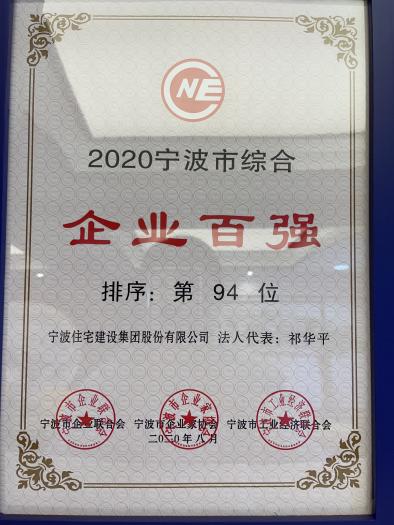 NE
2020宁波市综合
企业百强
排序：第 94 位
宁波住宅建设集团股份有限公司 法人代表：祁华平
宁波市企业联合会 宁波市企业家协会 宁波市工业经济联合会
二〇二〇年八月